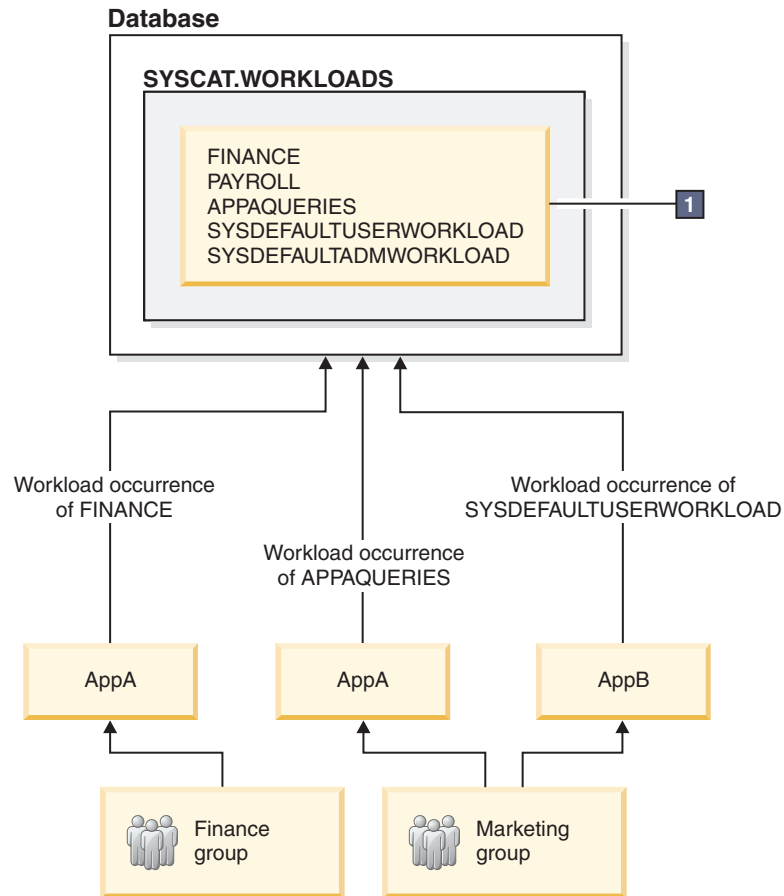 Database
SYSCAT.WORKLOADS
FINANCE
PAYROLL
APPAQUERIES
SYSDEFAULTUSERWORKLOAD
SYSDEFAULTADMWORKLOAD
1
Workload occurrence
of FINANCE
Workload occurrence of
SYSDEFAULTUSERWORKLOAD
Workload occurrence
of APPAQUERIES
AppA
AppA
AppB
Finance
group
Marketing
group